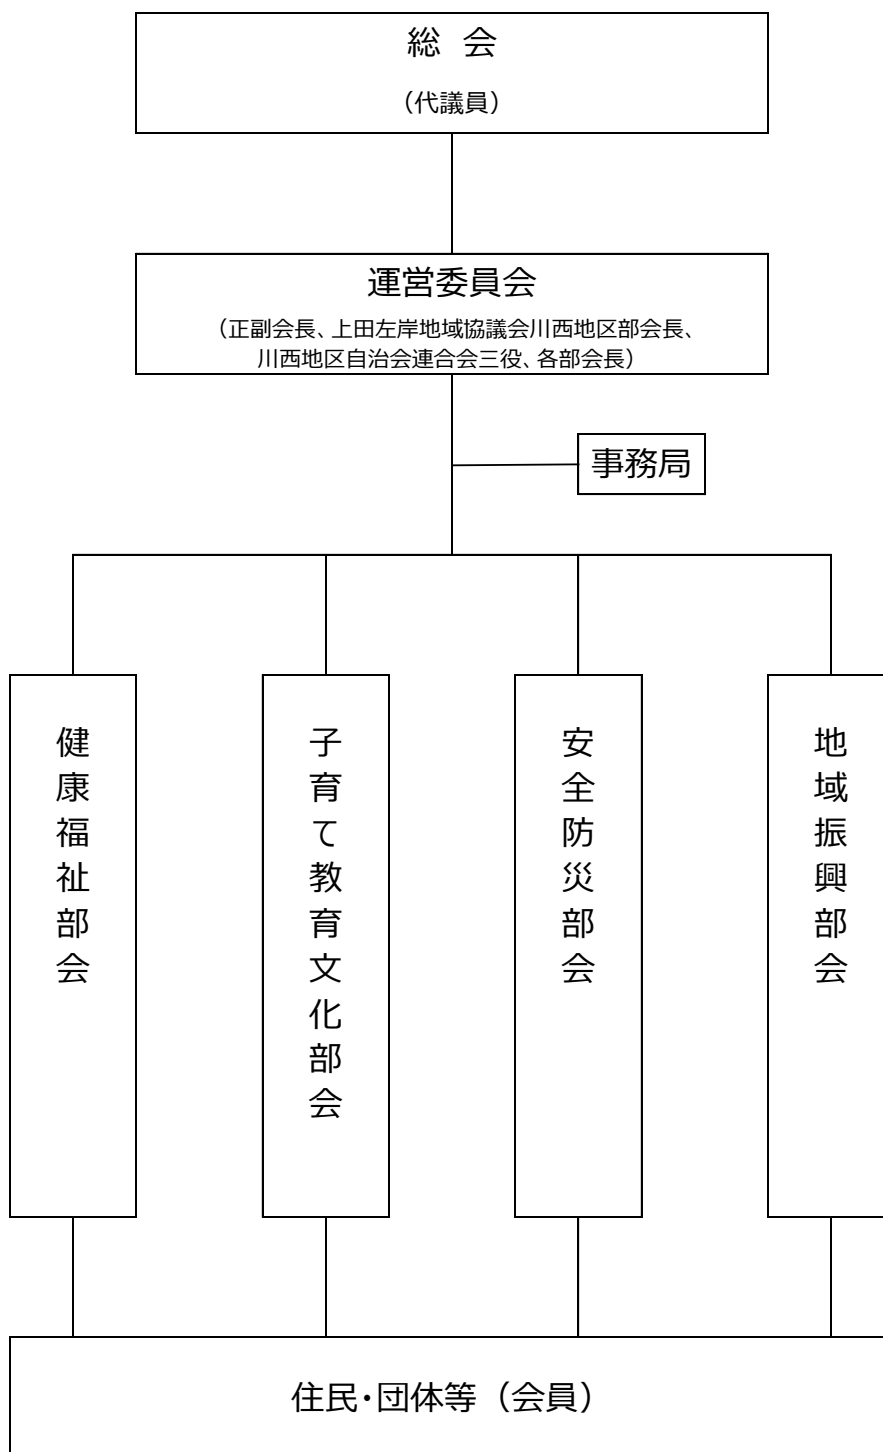 総 会
（代議員）
運営委員会
（正副会長、上田左岸地域協議会川西地区部会長、
川西地区自治会連合会三役、各部会長）
事務局
健康福祉部会
子育て教育文化部会
安全防災部会
地域振興部会
住民・団体等（会員）